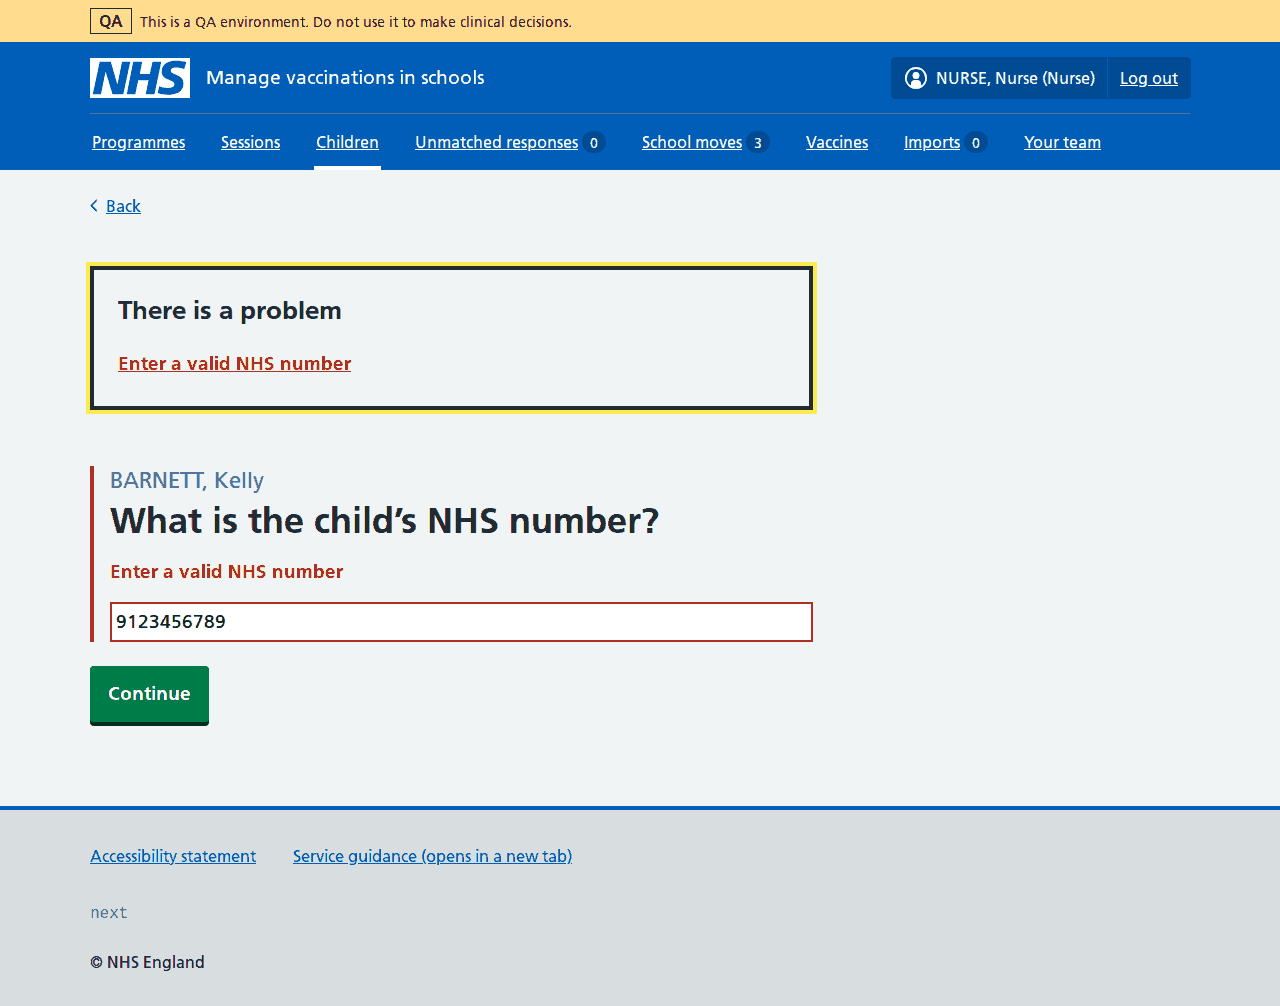 QA This is a QA environment. Do not use it to make clinical decisions.
NHS Manage vaccinations in schools NURSE, Nurse (Nurse) Log out
Programmes Sessions Children Unmatched responses 0 School moves 3 Vaccines Imports 0 Your team
Back
There is a problem
Enter a valid NHS number
BARNETT, Kelly
What is the child’s NHS number?
Enter a valid NHS number
9123456789
Continue
Accessibility statement Service guidance (opens in a new tab)
next
© NHS England